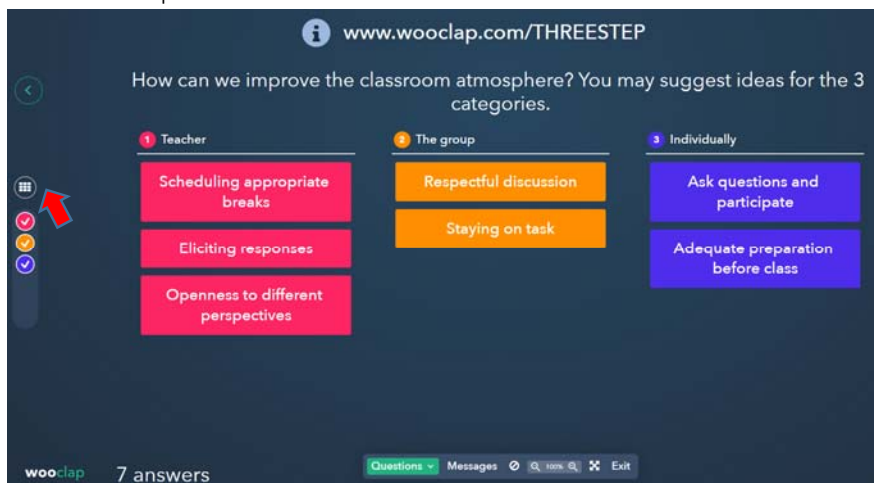 www.wooclap.com/THREESTEP
How can we improve the classroom atmosphere? You may suggest ideas for the 3
categories.
1 Teacher
Scheduling appropriate
breaks
Eliciting responses
Openness to different
perspectives
2 The group
Respectful discussion
Staying on task
3 Individually
Ask questions and
participate
Adequate preparation
before class
wooclap
7 answers
Questions Messages 100% Exit